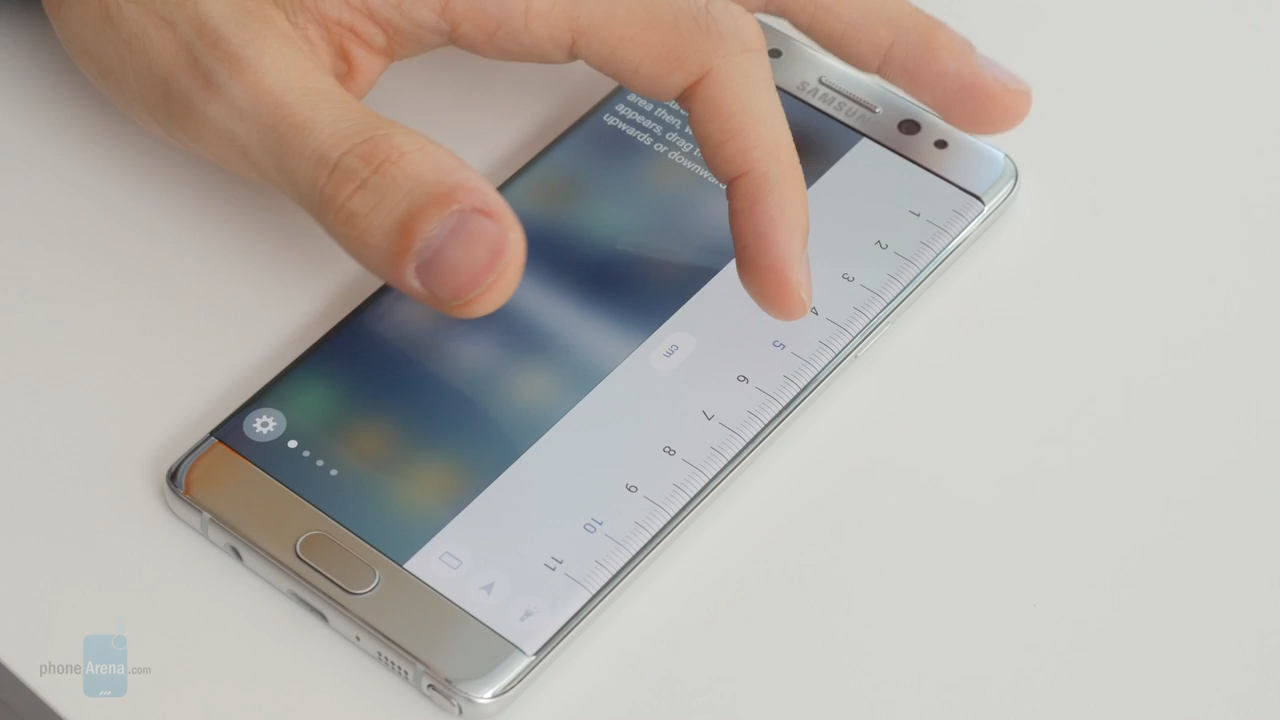 SAMSUNG
area then, w
appears, drag th
upwards or downward
cm
1
2
3
4
5
6
7
8
9
10
11
phoneArena.com